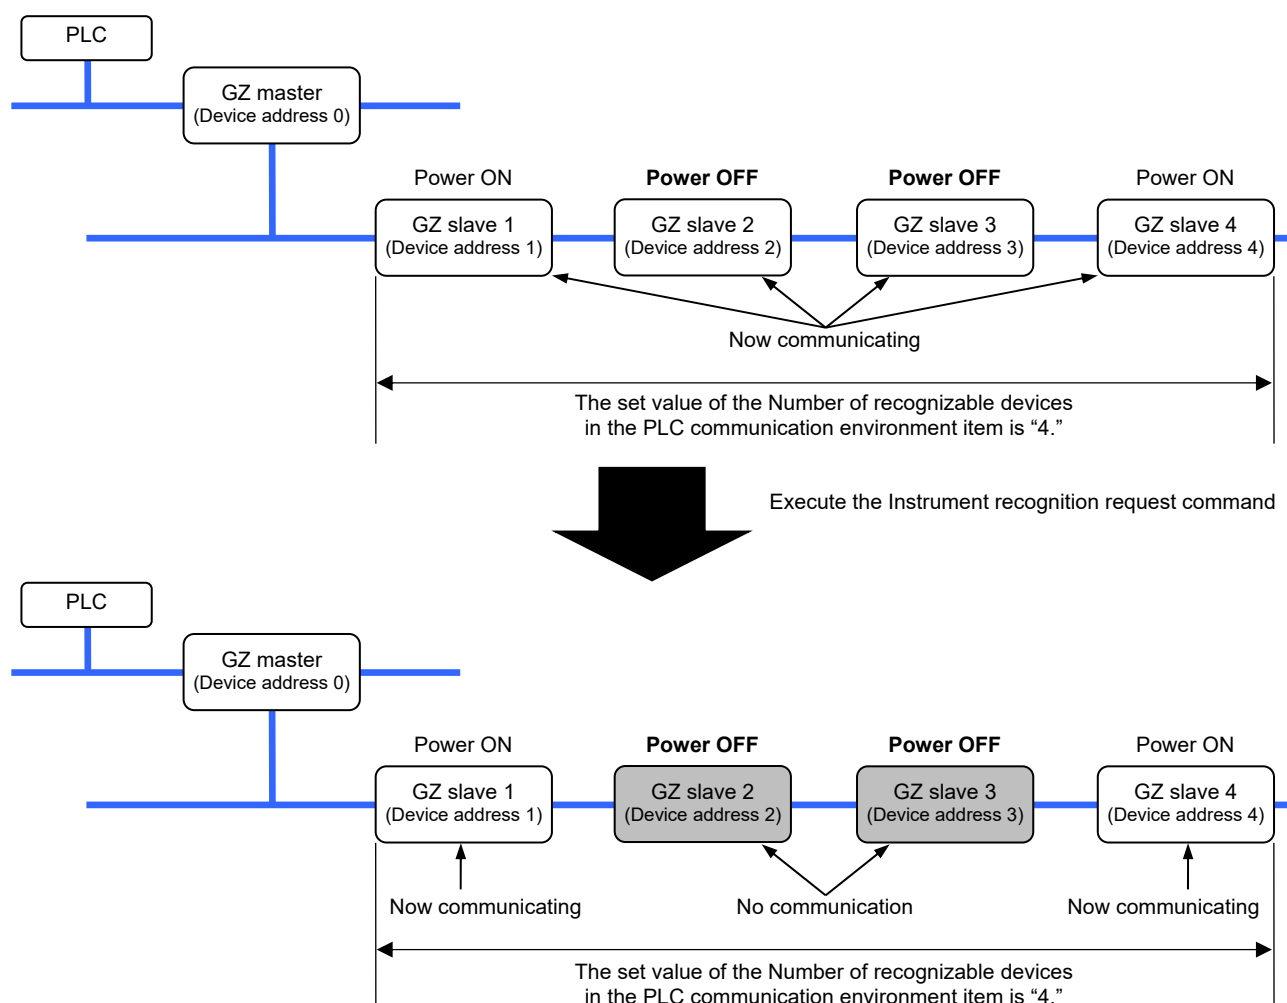 PLC
GZ master
(Device address 0)
Power ON
Power OFF
Power OFF
Power ON
GZ slave 1
(Device address 1)
GZ slave 2
(Device address 2)
GZ slave 3
(Device address 3)
GZ slave 4
(Device address 4)
Now communicating
The set value of the Number of recognizable devices
in the PLC communication environment item is “4.”
Execute the Instrument recognition request command
PLC
GZ master
(Device address 0)
Power ON
Power OFF
Power OFF
Power ON
GZ slave 1
(Device address 1)
GZ slave 2
(Device address 2)
GZ slave 3
(Device address 3)
GZ slave 4
(Device address 4)
Now communicating
No communication
Now communicating
The set value of the Number of recognizable devices
in the PLC communication environment item is “4.”